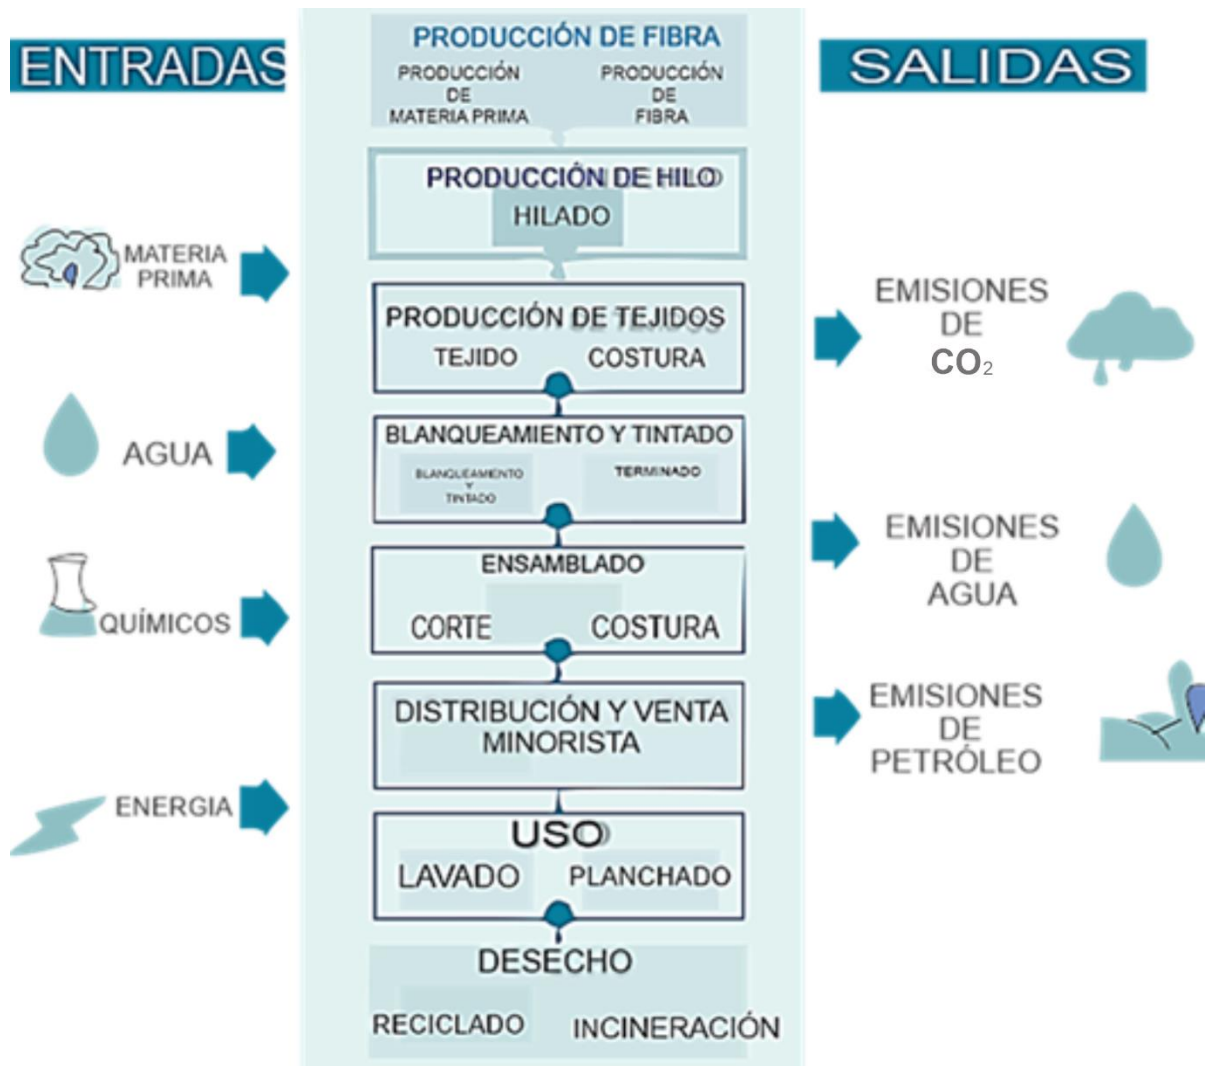 ENTRADAS
MATERIA
PRIMA
AGUA
QUÍMICOS
ENERGIA
PRODUCCIÓN DE FIBRA
PRODUCCIÓN
DE
MATERIA PRIMA
PRODUCCIÓN
DE
FIBRA
PRODUCCIÓN DE HILO
HILADO
PRODUCCIÓN DE TEJIDOS
TEJIDO
COSTURA
BLANQUEAMIENTO Y TINTADO
BLANQUEAMIENTO
Y
TINTADO
TERMINADO
ENSAMBLADO
CORTE
COSTURA
DISTRIBUCIÓN Y VENTA
MINORISTA
USO
LAVADO
PLANCHADO
DESECHO
RECICLADO
INCINERACIÓN
SALIDAS
EMISIONES
DE
CO₂
EMISIONES
DE
AGUA
EMISIONES
DE
PETRÓLEO